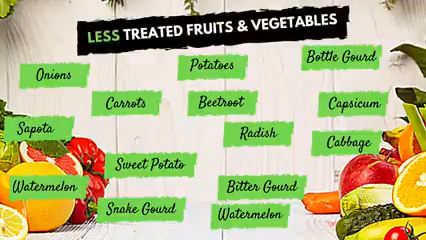 LESS TREATED FRUITS & VEGETABLES
Onions
Potatoes
Bottle Gourd
Carrots
Beetroot
Capsicum
Sapota
Radish
Cabbage
Sweet Potato
Watermelon
Bitter Gourd
Snake Gourd
Watermelon